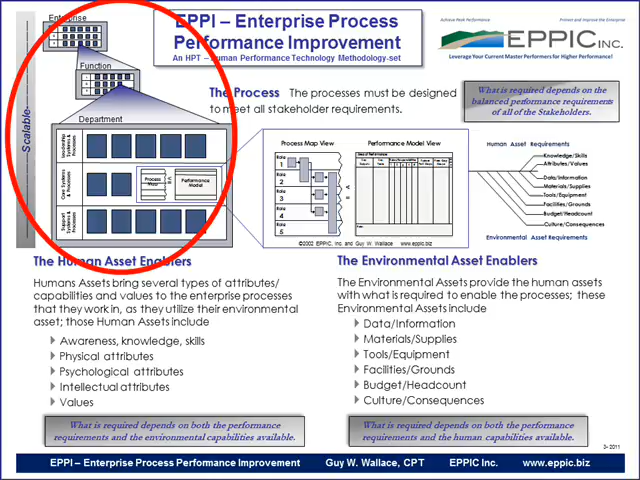 Enterprise
EPPI – Enterprise Process
Performance Improvement
An HPT – Human Performance Technology Methodology-set
Achieve Peak Performance
Protect and Improve the Enterprise
EPPIC INC.
Leverage Your Current Master Performers for Higher Performance!
Function
Scalable
The Process The processes must be designed
to meet all stakeholder requirements.
What is required depends on the
balanced performance requirements
of all of the Stakeholders.
Department
Leadership
Systems &
Processes
Core Systems
& Processes
Support
Systems &
Processes
Process
Map
Performance
Model
Process Map View
Performance Model View
Role
1
Role
2
Role
3
Role
4
Role
5
©2002 EPPIC, Inc. and Guy W. Wallace www.eppic.biz
Human Asset Requirements
Knowledge/Skills
Attributes/Values
Data/Information
Materials/Supplies
Tools/Equipment
Facilities/Grounds
Budget/Headcount
Culture/Consequences
Environmental Asset Requirements
The Human Asset Enablers
Humans Assets bring several types of attributes/
capabilities and values to the enterprise processes
that they work in, as they utilize their environmental
asset; those Human Assets include
Awareness, knowledge, skills
Physical attributes
Psychological attributes
Intellectual attributes
Values
What is required depends on both the performance
requirements and the environmental capabilities available.
The Environmental Asset Enablers
The Environmental Assets provide the human assets
with what is required to enable the processes; these
Environmental Assets include
Data/Information
Materials/Supplies
Tools/Equipment
Facilities/Grounds
Budget/Headcount
Culture/Consequences
What is required depends on both the performance
requirements and the human capabilities available.
3- 2011
EPPI – Enterprise Process Performance Improvement Guy W. Wallace, CPT EPPIC Inc. www.eppic.biz